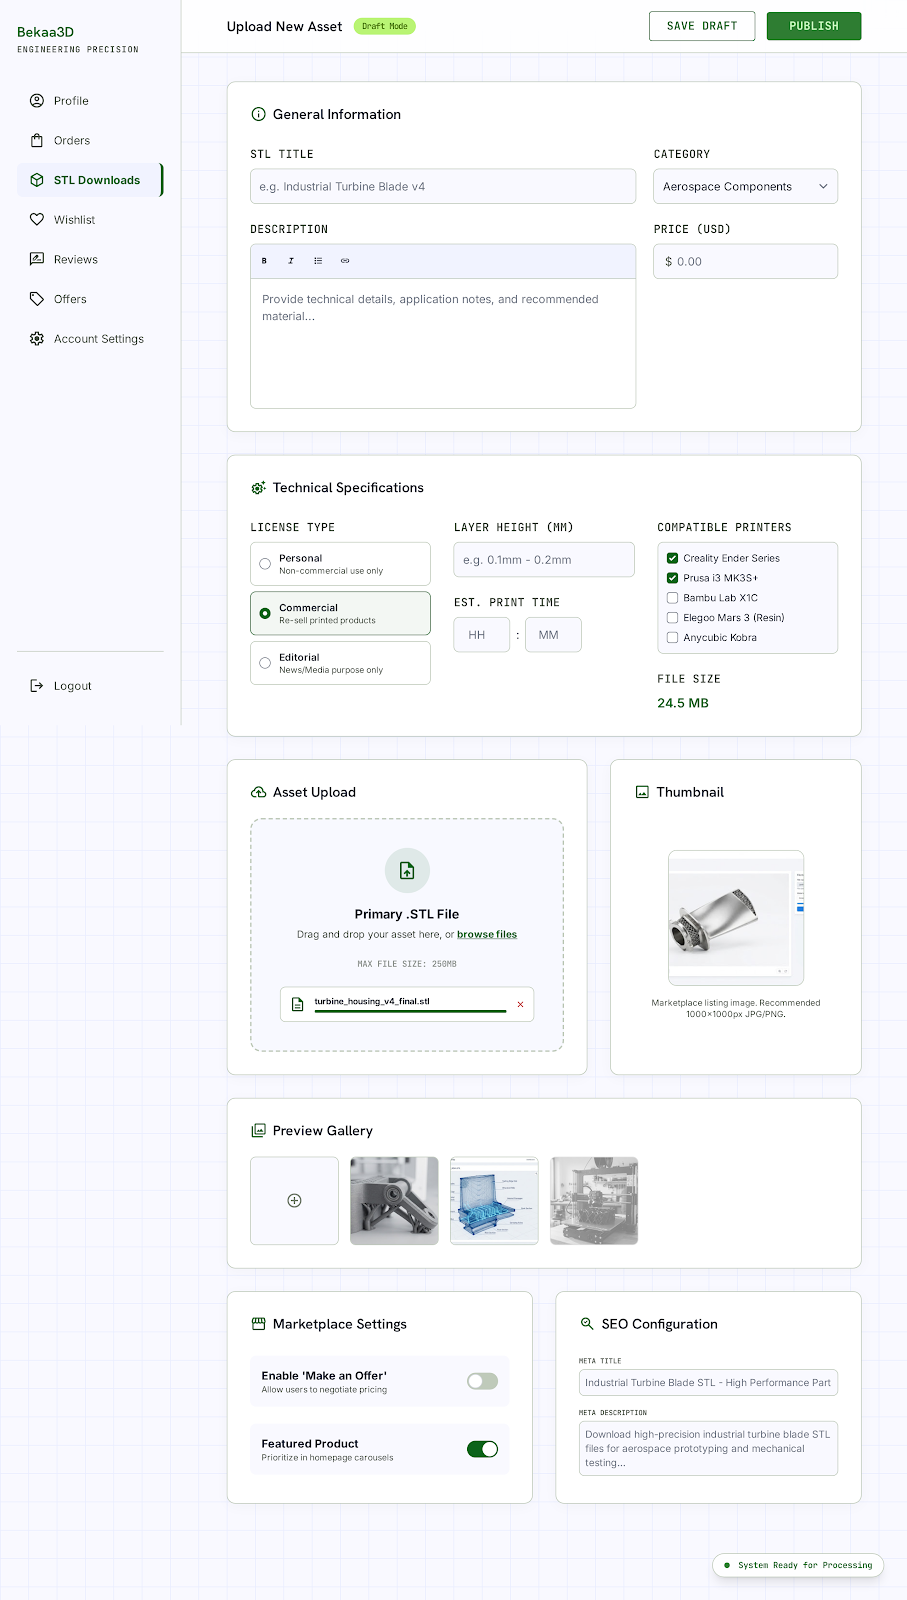 Bekaa3D
ENGINEERING PRECISION
Profile
Orders
STL Downloads
Wishlist
Reviews
Offers
Account Settings
Logout
Upload New Asset
Draft Mode
SAVE DRAFT
PUBLISH
General Information
STL TITLE
e.g. Industrial Turbine Blade v4
CATEGORY
Aerospace Components
DESCRIPTION
B I
Provide technical details, application notes, and recommended
material...
PRICE (USD)
$ 0.00
Technical Specifications
LICENSE TYPE
Personal
Non-commercial use only
Commercial
Re-sell printed products
Editorial
News/Media purpose only
LAYER HEIGHT (MM)
e.g. 0.1mm - 0.2mm
EST. PRINT TIME
HH : MM
COMPATIBLE PRINTERS
Creality Ender Series
Prusa i3 MK3S+
Bambu Lab X1C
Elegoo Mars 3 (Resin)
Anycubic Kobra
FILE SIZE
24.5 MB
Asset Upload
Primary .STL File
Drag and drop your asset here, or browse files
MAX FILE SIZE: 250MB
turbine_housing_v4_final.stl
Thumbnail
Marketplace listing image. Recommended
1000×1000px JPG/PNG.
Preview Gallery
Marketplace Settings
Enable 'Make an Offer'
Allow users to negotiate pricing
Featured Product
Prioritize in homepage carousels
SEO Configuration
META TITLE
Industrial Turbine Blade STL - High Performance Part
META DESCRIPTION
Download high-precision industrial turbine blade STL
files for aerospace prototyping and mechanical
testing...
System Ready for Processing